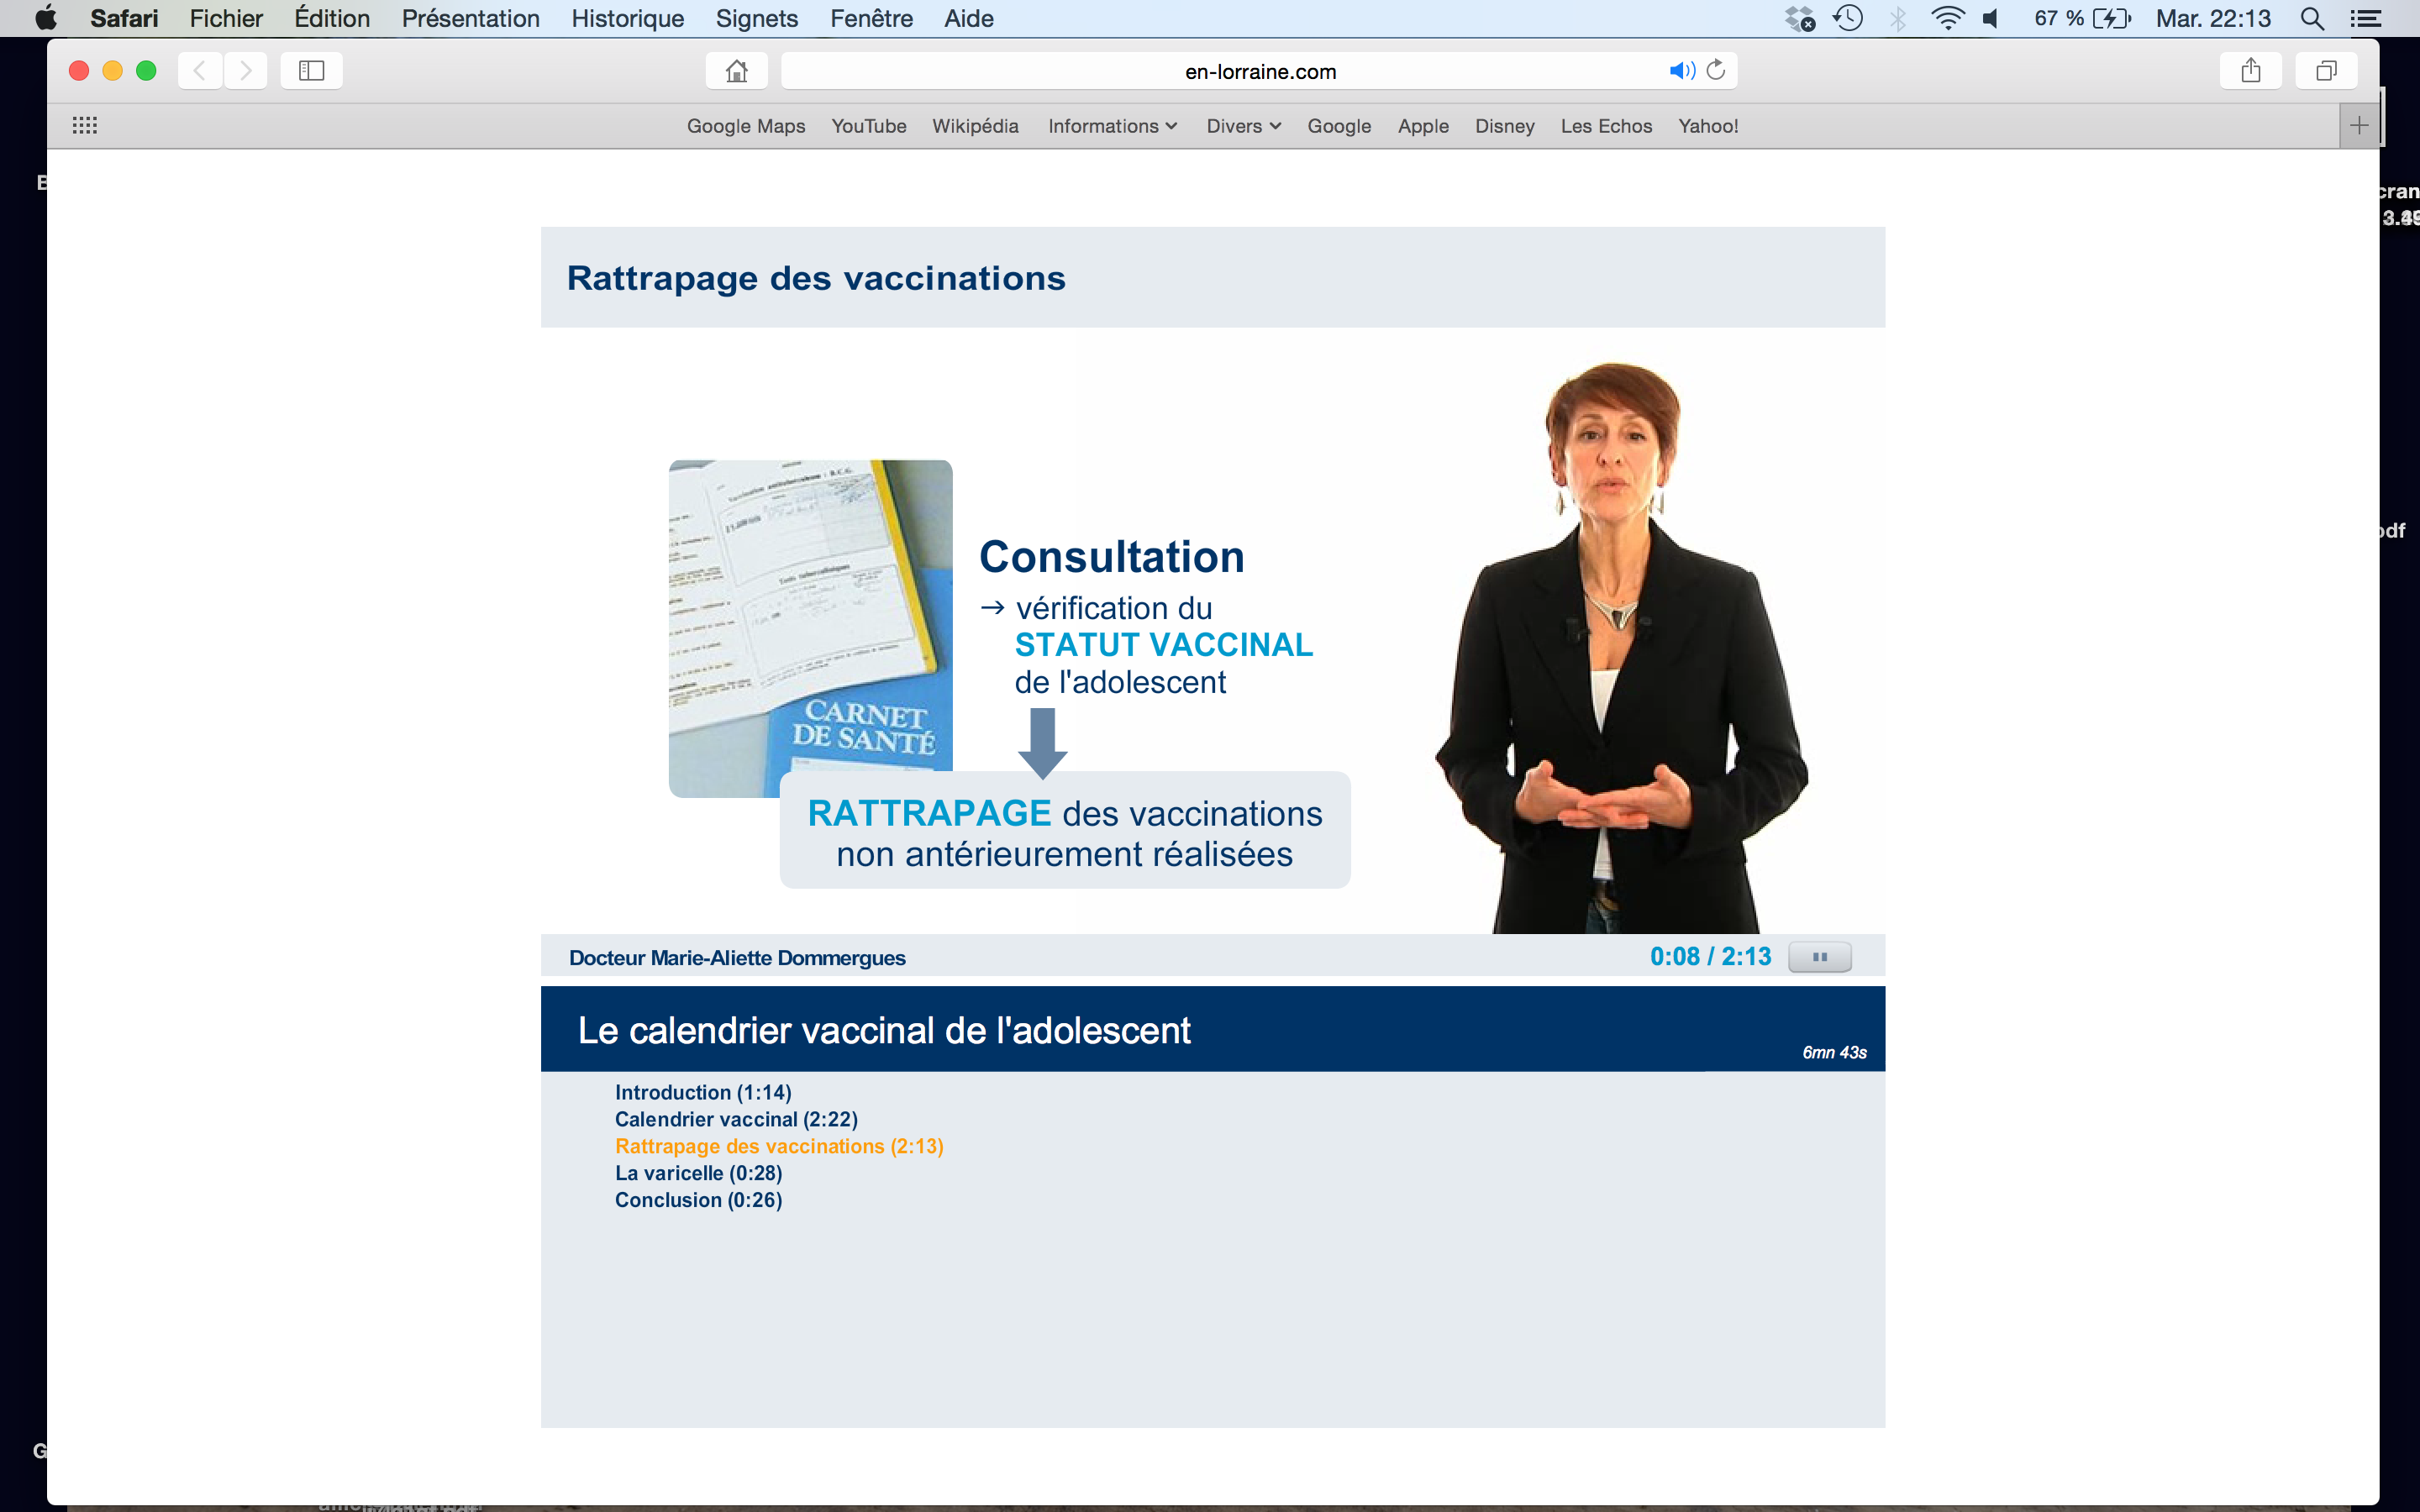 Safari Fichier Édition Présentation Historique Signets Fenêtre Aide 67 % Mar. 22:13
en-lorraine.com
Google Maps YouTube Wikipédia Informations Divers Google Apple Disney Les Echos Yahoo!
Rattrapage des vaccinations
Vaccination antituberculeuse : B.C.G.
Tests tuberculiniques
CARNET
DE SANTÉ
Consultation
→ vérification du
STATUT VACCINAL
de l'adolescent
RATTRAPAGE des vaccinations
non antérieurement réalisées
Docteur Marie-Aliette Dommergues 0:08 / 2:13
Le calendrier vaccinal de l'adolescent
6mn 43s
Introduction (1:14)
Calendrier vaccinal (2:22)
Rattrapage des vaccinations (2:13)
La varicelle (0:28)
Conclusion (0:26)